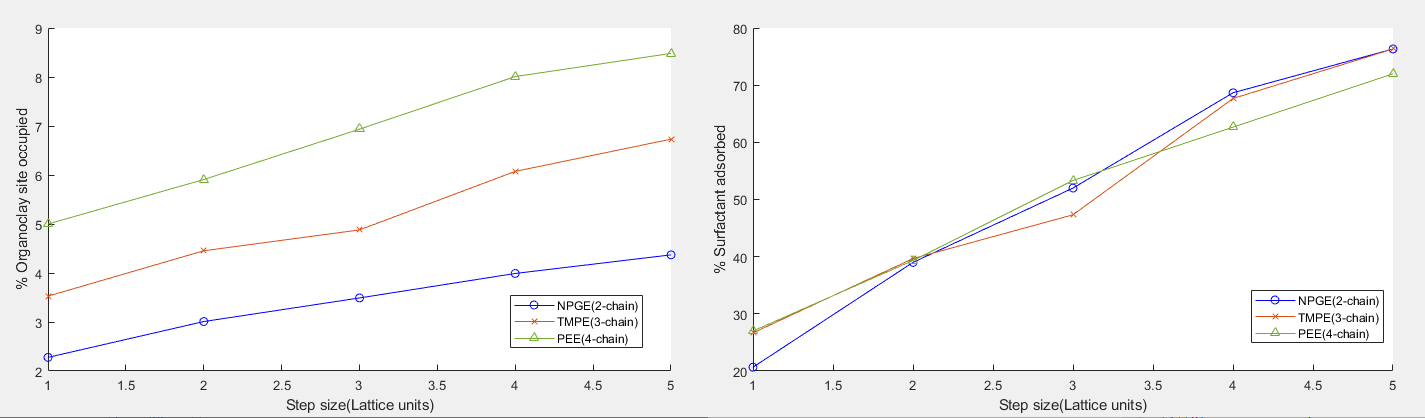 9
8
7
6
5
4
3
2
% Organoclay site occupied
NPGE(2-chain)
TMPE(3-chain)
PEE(4-chain)
1 1.5 2 2.5 3 3.5 4 4.5 5
Step size(Lattice units)
80
70
60
50
40
30
20
% Surfactant adsorbed
NPGE(2-chain)
TMPE(3-chain)
PEE(4-chain)
1 1.5 2 2.5 3 3.5 4 4.5 5
Step size(Lattice units)